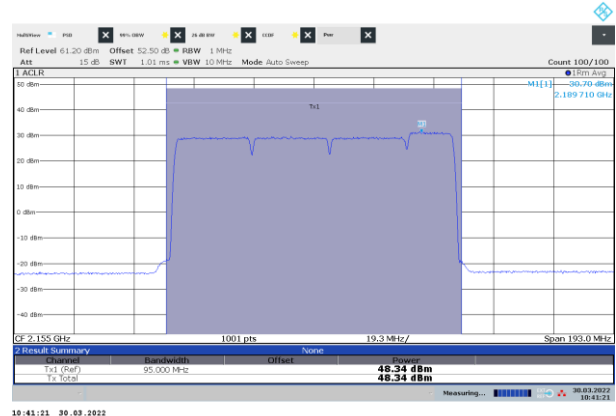 MultiView PSD X 99% OBW X 26 dB BW X EIRP X Pwr X
Ref Level 61.20 dBm Offset 52.50 dB RBW 1 MHz
Att 15 dB SWT 1.01 ms VBW 10 MHz Mode Auto Sweep Count 100/100
1 ACLR 1Rm Avg
50 dBm M1[1] 30.70 dBm
2.189 710 GHz
40 dBm Tx1
30 dBm
20 dBm
10 dBm
0 dBm
-10 dBm
-20 dBm
-30 dBm
-40 dBm
CF 2.155 GHz 1001 pts 19.3 MHz/ Span 193.0 MHz
2 Result Summary None
Channel Bandwidth Offset Power
Tx1 (Ref) 95.000 MHz 48.34 dBm
Tx Total 48.34 dBm
Measuring... 30.03.2022
10:41:21
10:41:21 30.03.2022